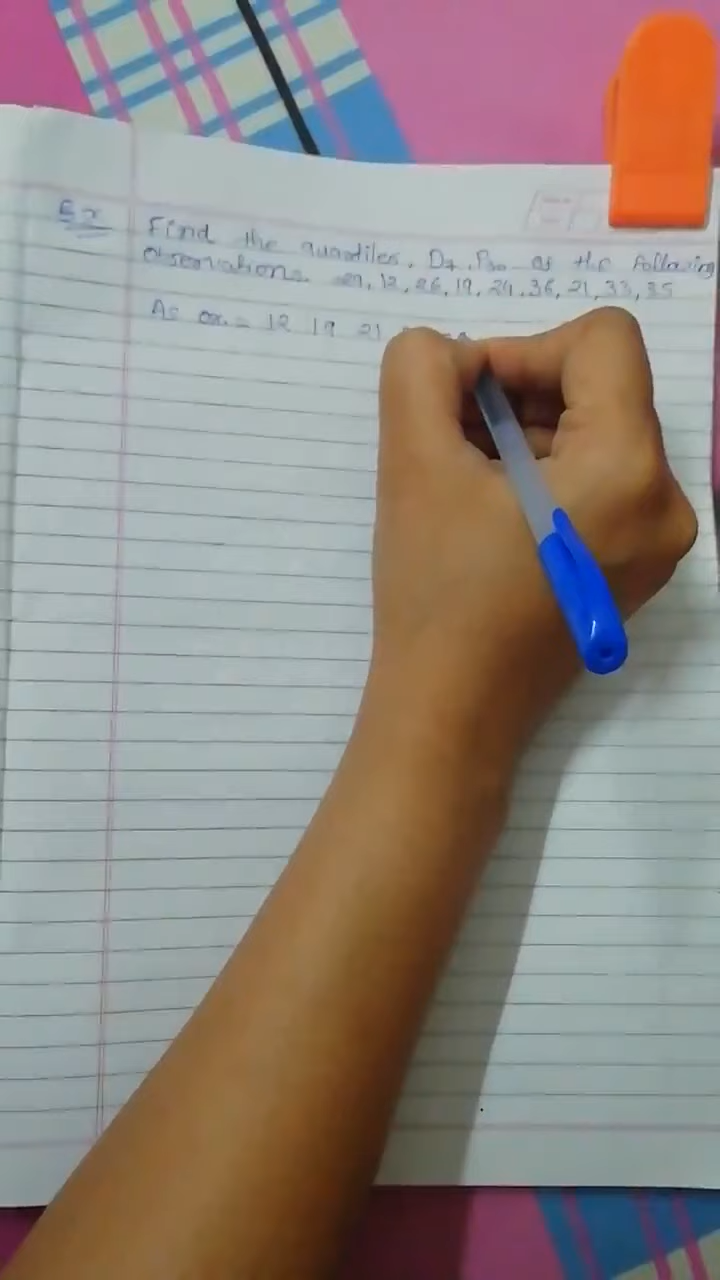 Ex Find the quartiles, D7, P30 of the following
observations. 29, 12, 26, 19, 24, 36, 21, 33, 35
As ox = 12 19 21